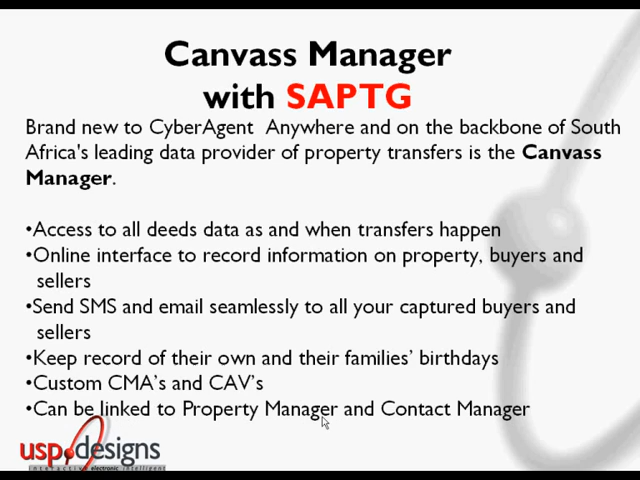 Canvass Manager
with SAPTG
Brand new to CyberAgent Anywhere and on the backbone of South
Africa's leading data provider of property transfers is the Canvass
Manager.
•Access to all deeds data as and when transfers happen
•Online interface to record information on property, buyers and
sellers
•Send SMS and email seamlessly to all your captured buyers and
sellers
•Keep record of their own and their families’ birthdays
•Custom CMA’s and CAV’s
•Can be linked to Property Manager and Contact Manager
usp.designs
interactive electronic intelligent